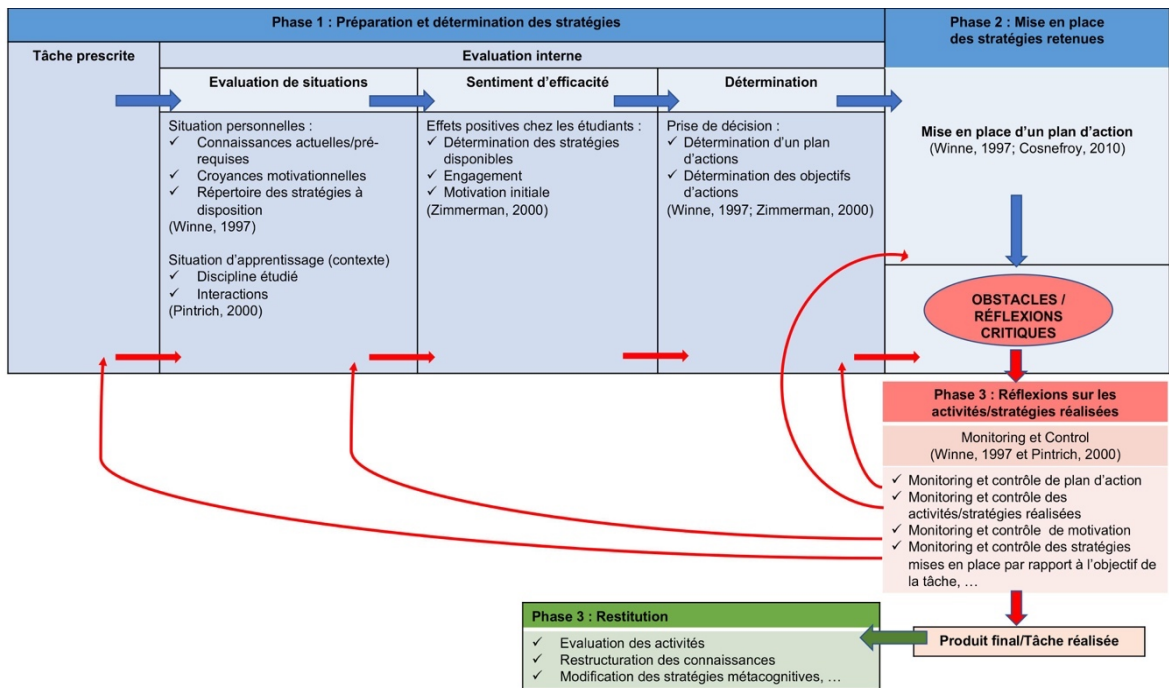 Phase 1 : Préparation et détermination des stratégies
Phase 2 : Mise en place
des stratégies retenues
Tâche prescrite
Evaluation interne
Evaluation de situations
Sentiment d'efficacité
Détermination
Situation personnelles :
✓ Connaissances actuelles/pré-
requises
✓ Croyances motivationnelles
✓ Répertoire des stratégies à
disposition
(Winne, 1997)
Situation d'apprentissage (contexte)
✓ Discipline étudié
✓ Interactions
(Pintrich, 2000)
Effets positives chez les étudiants :
✓ Détermination des stratégies
disponibles
✓ Engagement
✓ Motivation initiale
(Zimmerman, 2000)
Prise de décision :
✓ Détermination d'un plan
d'actions
✓ Détermination des objectifs
d'actions
(Winne, 1997; Zimmerman, 2000)
Mise en place d'un plan d'action
(Winne, 1997; Cosnefroy, 2010)
OBSTACLES /
RÉFLEXIONS
CRITIQUES
Phase 3 : Réflexions sur les
activités/stratégies réalisées
Monitoring et Control
(Winne, 1997 et Pintrich, 2000)
✓ Monitoring et contrôle de plan d'action
✓ Monitoring et contrôle des
activités/stratégies réalisées
✓ Monitoring et contrôle de motivation
✓ Monitoring et contrôle des stratégies
mises en place par rapport à l'objectif de
la tâche, …
Produit final/Tâche réalisée
Phase 3 : Restitution
✓ Evaluation des activités
✓ Restructuration des connaissances
✓ Modification des stratégies métacognitives, …